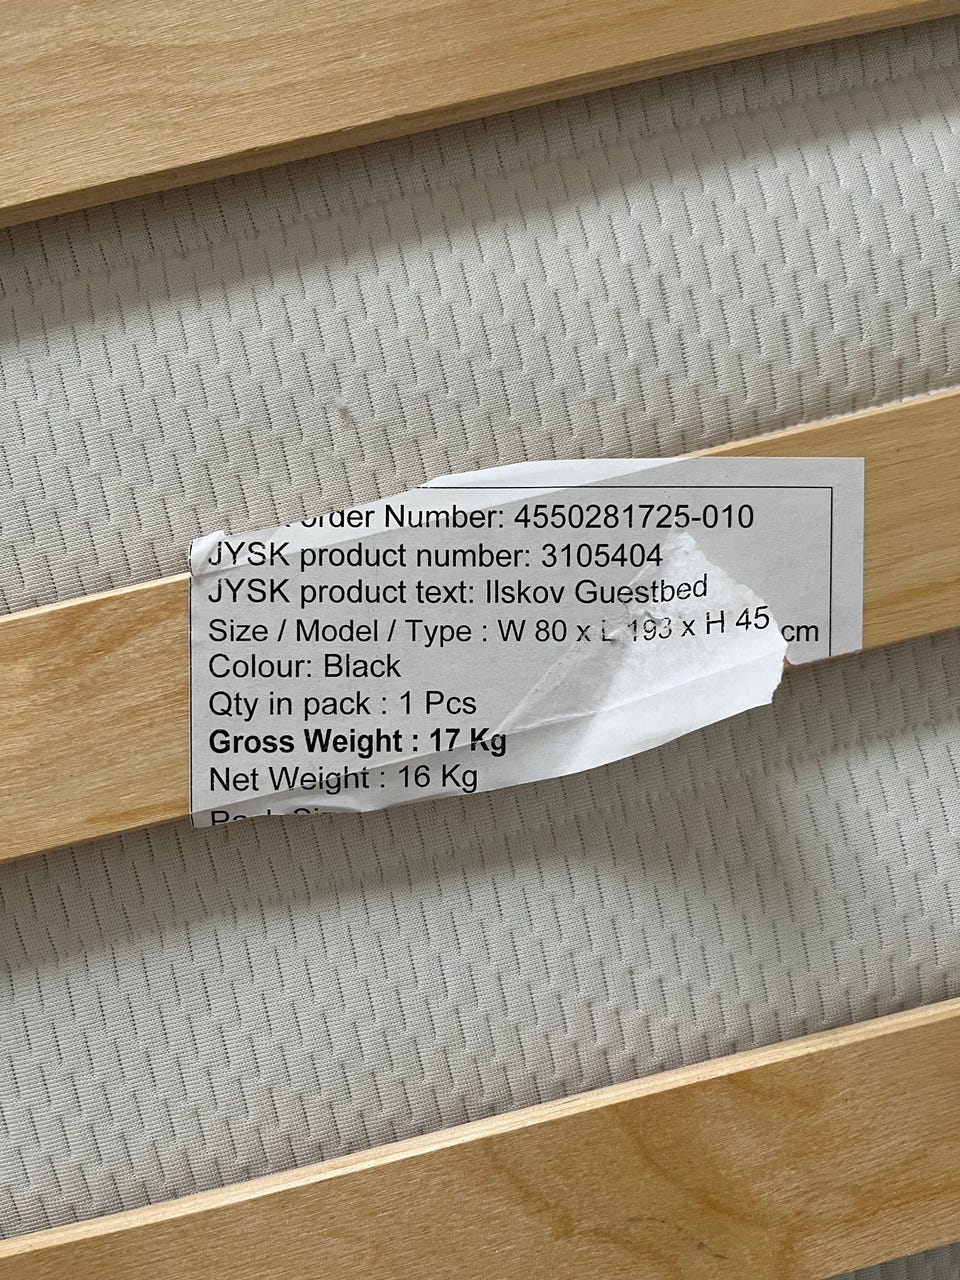 order Number: 4550281725-010
JYSK product number: 3105404
JYSK product text: Ilskov Guestbed
Size / Model / Type : W 80 x L 193 x H 45 cm
Colour: Black
Qty in pack : 1 Pcs
Gross Weight : 17 Kg
Net Weight : 16 Kg